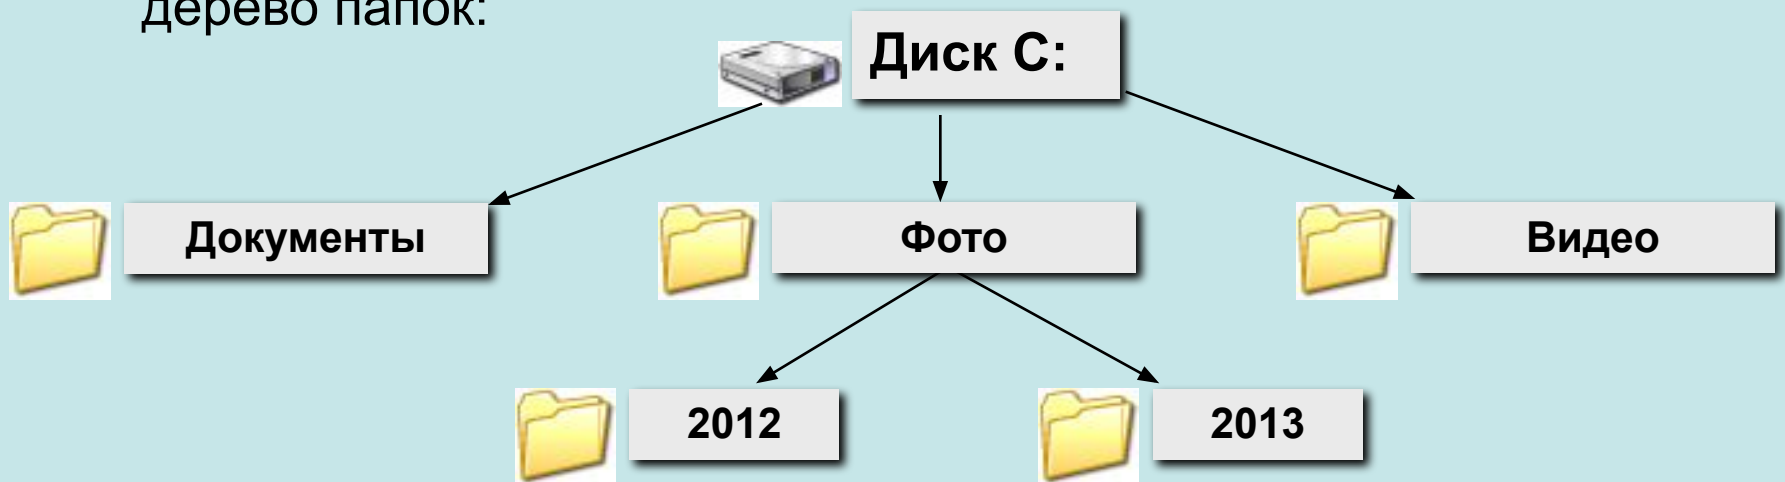 дерево папок:
Диск C:
Документы
Фото
Видео
2012
2013